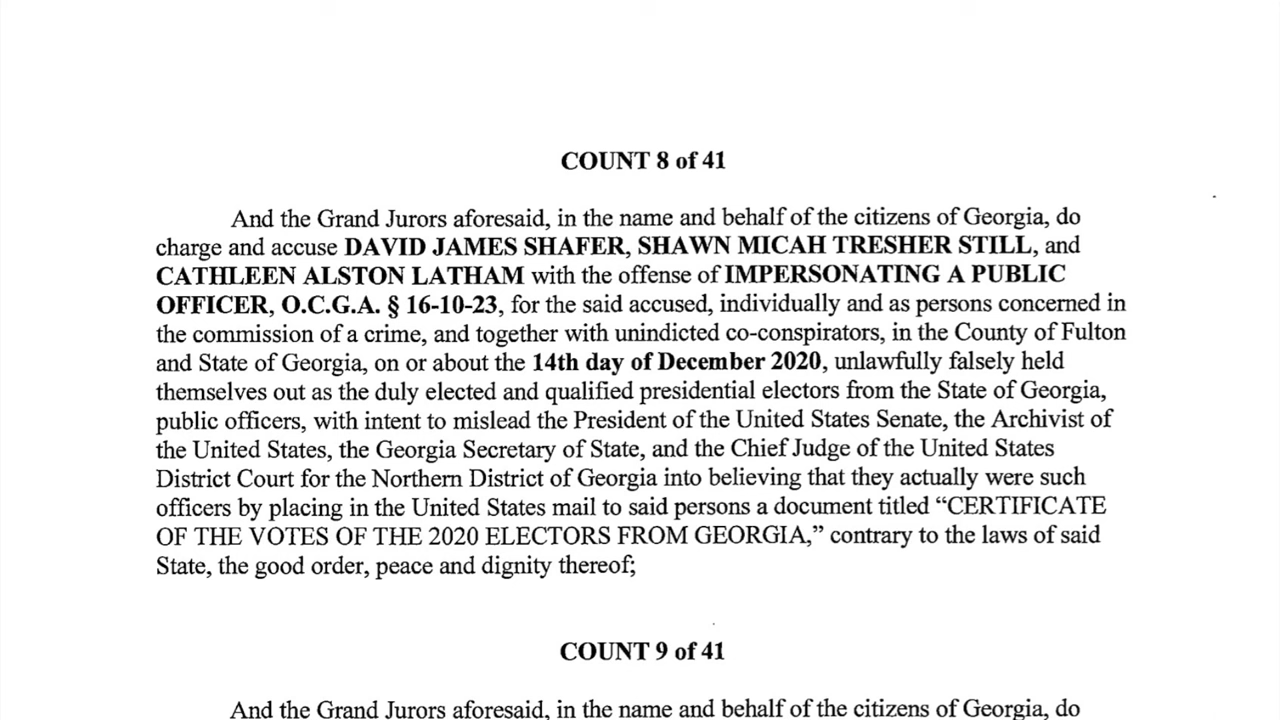 COUNT 8 of 41
And the Grand Jurors aforesaid, in the name and behalf of the citizens of Georgia, do
charge and accuse DAVID JAMES SHAFER, SHAWN MICAH TRESHER STILL, and
CATHLEEN ALSTON LATHAM with the offense of IMPERSONATING A PUBLIC
OFFICER, O.C.G.A. § 16-10-23, for the said accused, individually and as persons concerned in
the commission of a crime, and together with unindicted co-conspirators, in the County of Fulton
and State of Georgia, on or about the 14th day of December 2020, unlawfully falsely held
themselves out as the duly elected and qualified presidential electors from the State of Georgia,
public officers, with intent to mislead the President of the United States Senate, the Archivist of
the United States, the Georgia Secretary of State, and the Chief Judge of the United States
District Court for the Northern District of Georgia into believing that they actually were such
officers by placing in the United States mail to said persons a document titled “CERTIFICATE
OF THE VOTES OF THE 2020 ELECTORS FROM GEORGIA,” contrary to the laws of said
State, the good order, peace and dignity thereof;
COUNT 9 of 41
And the Grand Jurors aforesaid, in the name and behalf of the citizens of Georgia, do